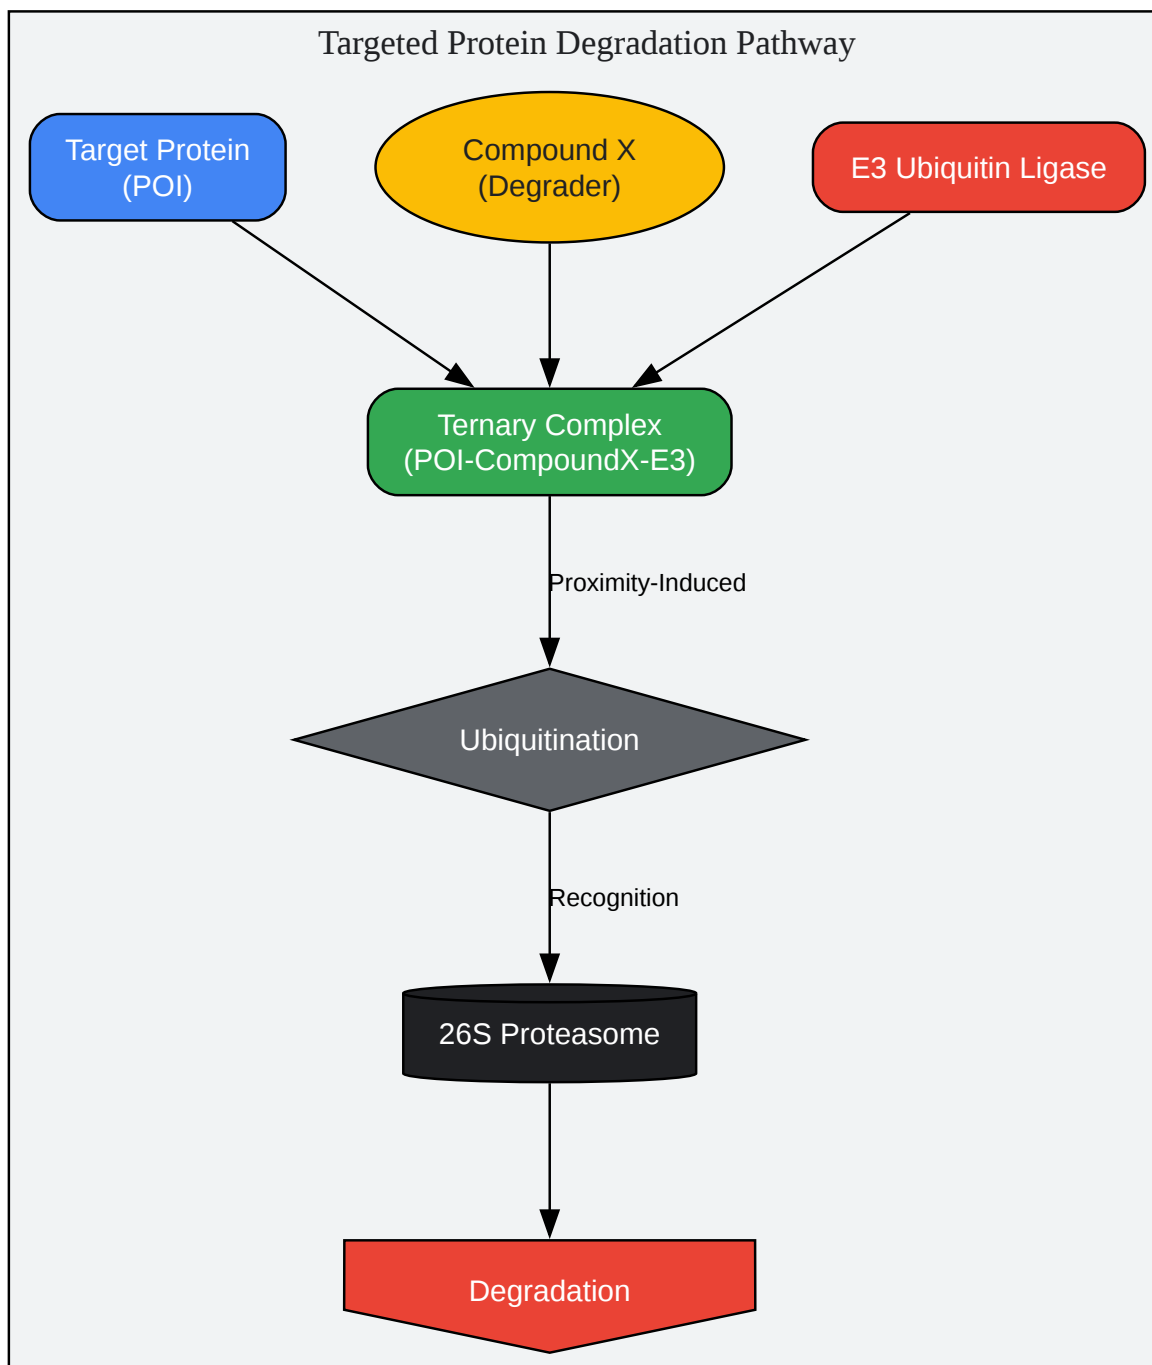 Targeted Protein Degradation Pathway
Target Protein
(POI)
Compound X
(Degrader)
E3 Ubiquitin Ligase
Ternary Complex
(POI-CompoundX-E3)
Proximity-Induced
Ubiquitination
Recognition
26S Proteasome
Degradation